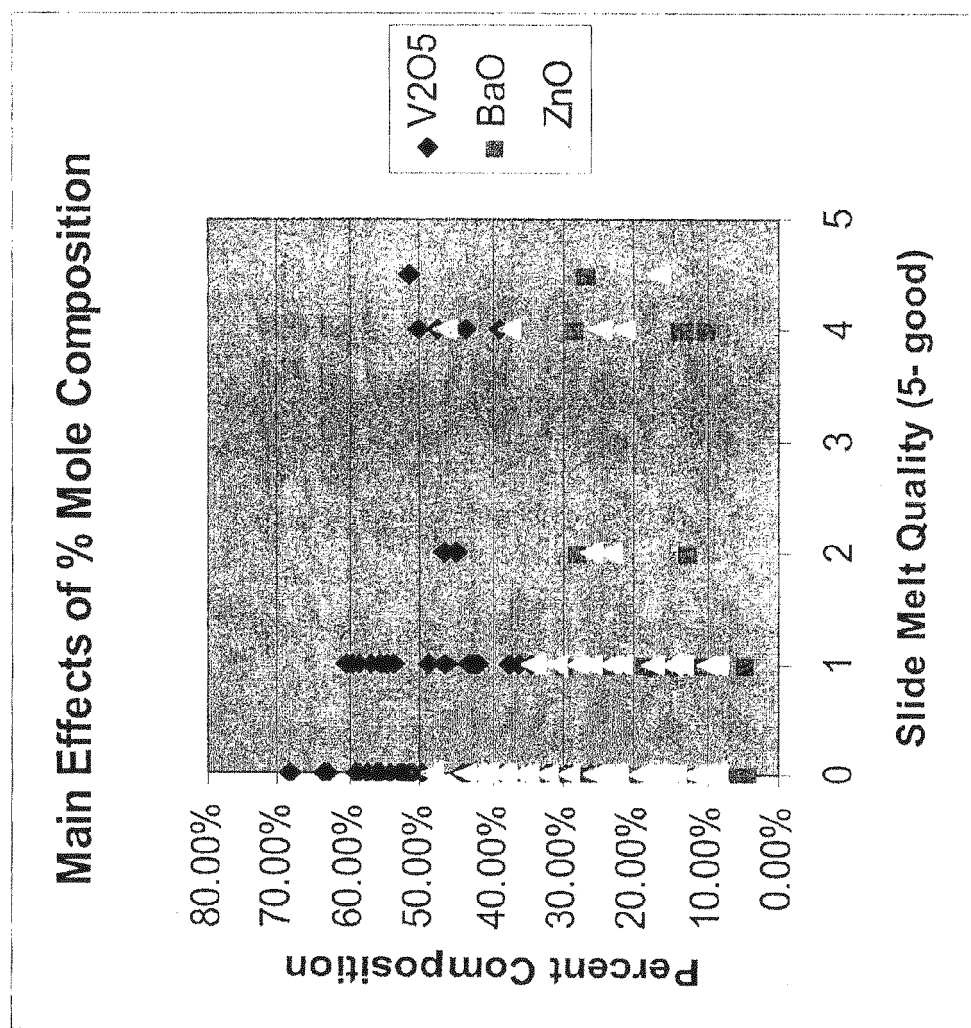 Main Effects of % Mole Composition
80.00%
70.00%
60.00%
50.00%
40.00%
30.00%
20.00%
10.00%
0.00%
Percent Composition
0 1 2 3 4 5
Slide Melt Quality (5- good)
V2O5
BaO
ZnO